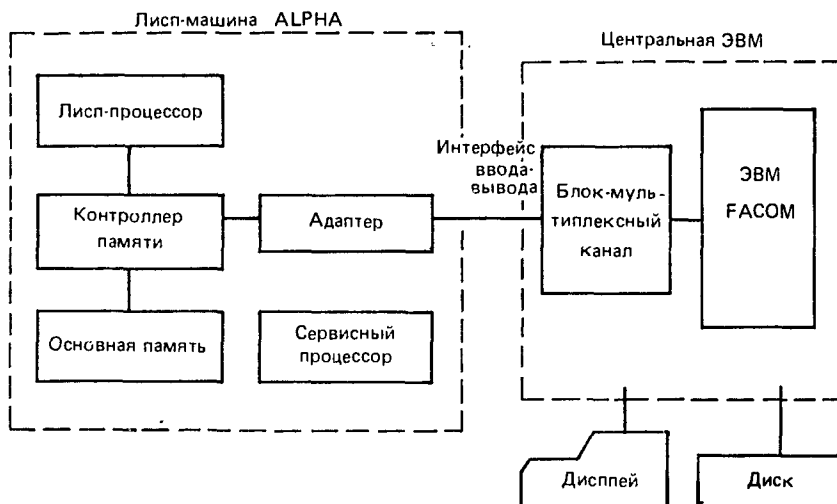 Лисп-машина ALPHA
Центральная ЭВМ
Лисп-процессор
Контроллер
памяти
Адаптер
Основная память
Сервисный
процессор
Интерфейс
ввода-
вывода
Блок-муль-
типлексный
канал
ЭВМ
FACOM
Дисплей
Диск